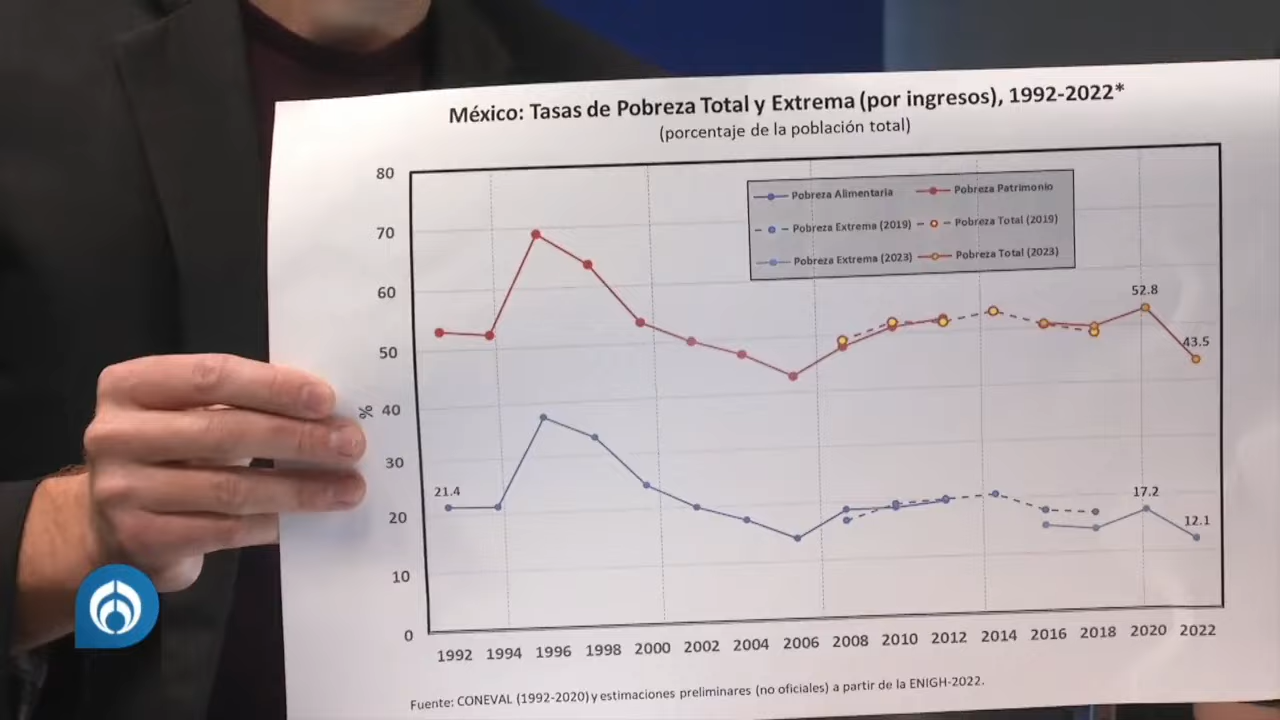 México: Tasas de Pobreza Total y Extrema (por ingresos), 1992-2022*
(porcentaje de la población total)
80
70
60
50
40
30
20
10
0
%
Pobreza Alimentaria
Pobreza Patrimonio
Pobreza Extrema (2019)
Pobreza Total (2019)
Pobreza Extrema (2023)
Pobreza Total (2023)
52.8
43.5
21.4
17.2
12.1
1992 1994 1996 1998 2000 2002 2004 2006 2008 2010 2012 2014 2016 2018 2020 2022
Fuente: CONEVAL (1992-2020) y estimaciones preliminares (no oficiales) a partir de la ENIGH-2022.